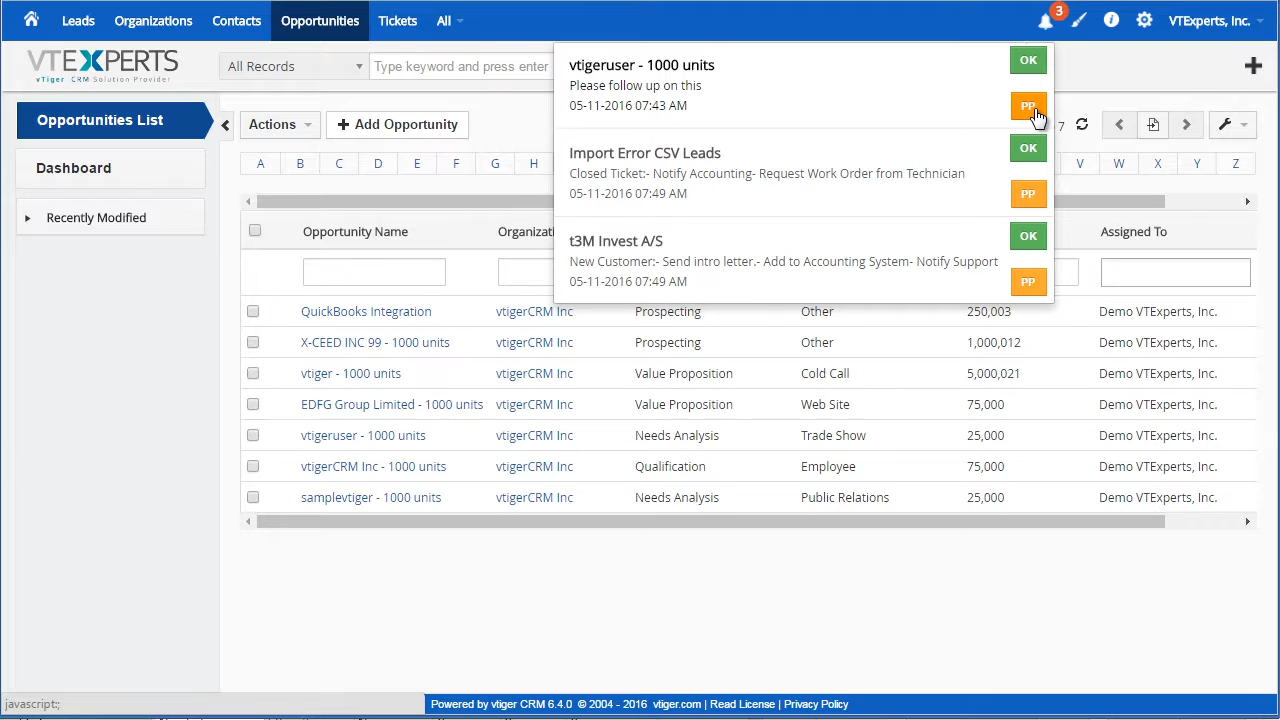 Leads Organizations Contacts Opportunities Tickets All 3 VTExperts, Inc.
VTEXPERTS
vTiger CRM Solution Provider
All Records Type keyword and press enter
vtigeruser - 1000 units OK
Please follow up on this
05-11-2016 07:43 AM PP
Import Error CSV Leads OK
Closed Ticket:- Notify Accounting- Request Work Order from Technician
05-11-2016 07:49 AM PP
t3M Invest A/S OK
New Customer:- Send intro letter.- Add to Accounting System- Notify Support
05-11-2016 07:49 AM PP
Opportunities List
Dashboard
Recently Modified
Actions + Add Opportunity 7
A B C D E F G H V W X Y Z
Opportunity Name Organizati Assigned To
QuickBooks Integration vtigerCRM Inc Prospecting Other 250,003 Demo VTExperts, Inc.
X-CEED INC 99 - 1000 units vtigerCRM Inc Prospecting Other 1,000,012 Demo VTExperts, Inc.
vtiger - 1000 units vtigerCRM Inc Value Proposition Cold Call 5,000,021 Demo VTExperts, Inc.
EDFG Group Limited - 1000 units vtigerCRM Inc Value Proposition Web Site 75,000 Demo VTExperts, Inc.
vtigeruser - 1000 units vtigerCRM Inc Needs Analysis Trade Show 25,000 Demo VTExperts, Inc.
vtigerCRM Inc - 1000 units vtigerCRM Inc Qualification Employee 75,000 Demo VTExperts, Inc.
samplevtiger - 1000 units vtigerCRM Inc Needs Analysis Public Relations 25,000 Demo VTExperts, Inc.
javascript:; Powered by vtiger CRM 6.4.0 © 2004 - 2016 vtiger.com | Read License | Privacy Policy